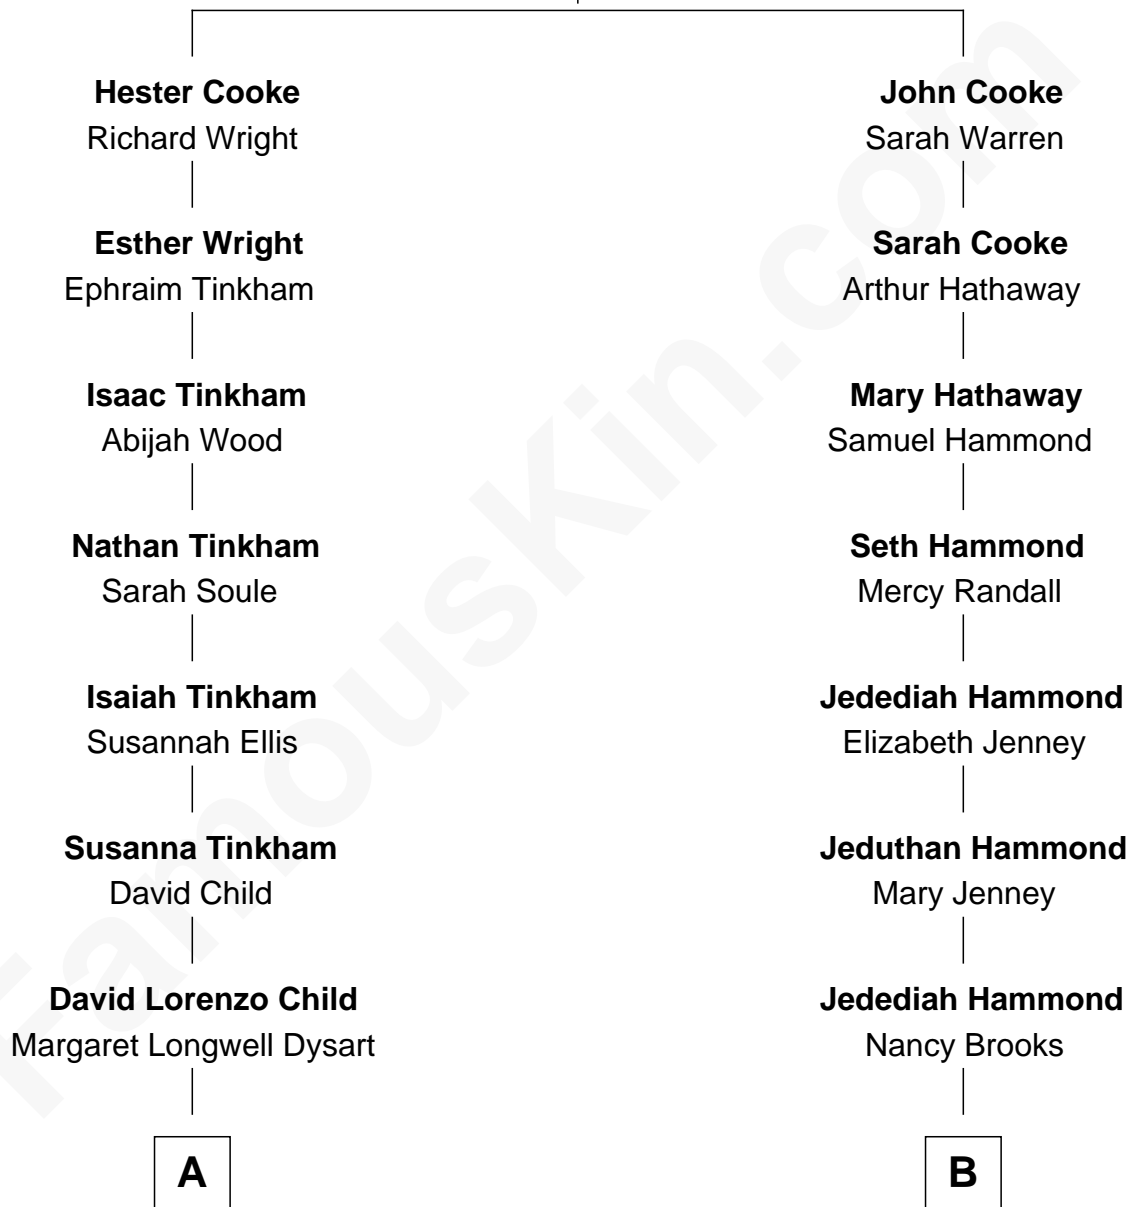 Hester Cooke
Richard Wright
Esther Wright
Ephraim Tinkham
Isaac Tinkham
Abijah Wood
Nathan Tinkham
Sarah Soule
Isaiah Tinkham
Susannah Ellis
Susanna Tinkham
David Child
David Lorenzo Child
Margaret Longwell Dysart
A
John Cooke
Sarah Warren
Sarah Cooke
Arthur Hathaway
Mary Hathaway
Samuel Hammond
Seth Hammond
Mercy Randall
Jedediah Hammond
Elizabeth Jenney
Jeduthan Hammond
Mary Jenney
Jedediah Hammond
Nancy Brooks
B
FamousKin.com